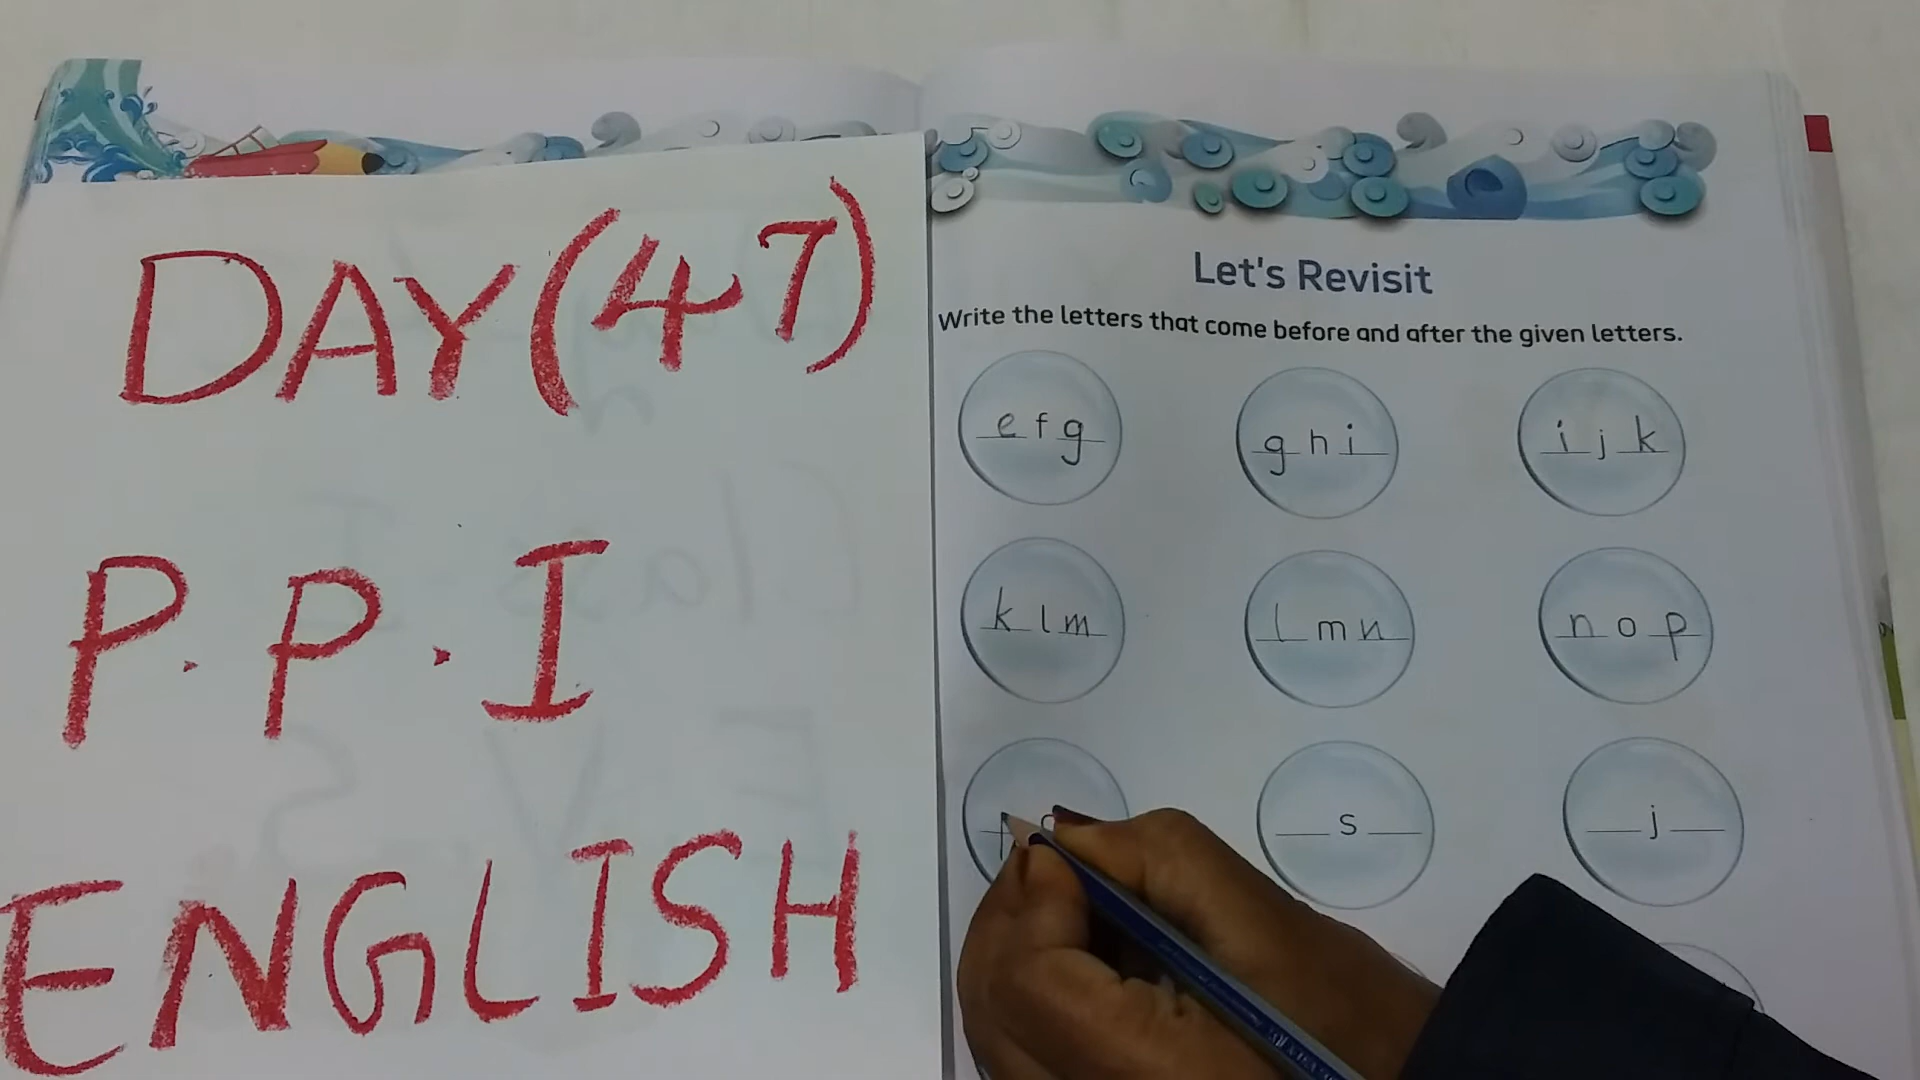 DAY (47)
P.P.I
ENGLISH
Let's Revisit
Write the letters that come before and after the given letters.
e f g
g h i
i j k
k l m
l m n
n o p
s
j